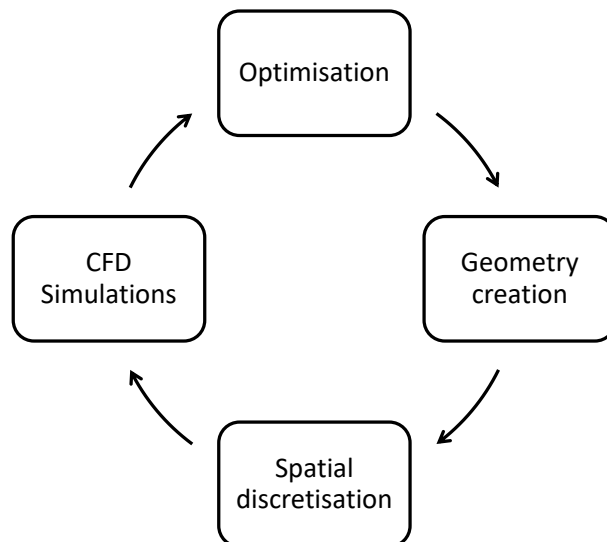 Optimisation
Geometry
creation
Spatial
discretisation
CFD
Simulations